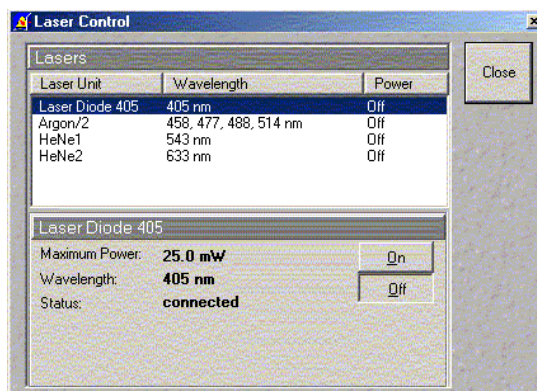 Laser Control
Lasers
Laser Unit Wavelength Power
Laser Diode 405 405 nm Off
Argon/2 458, 477, 488, 514 nm Off
HeNe1 543 nm Off
HeNe2 633 nm Off
Close
Laser Diode 405
Maximum Power: 25.0 mW
On
Wavelength: 405 nm
Off
Status: connected